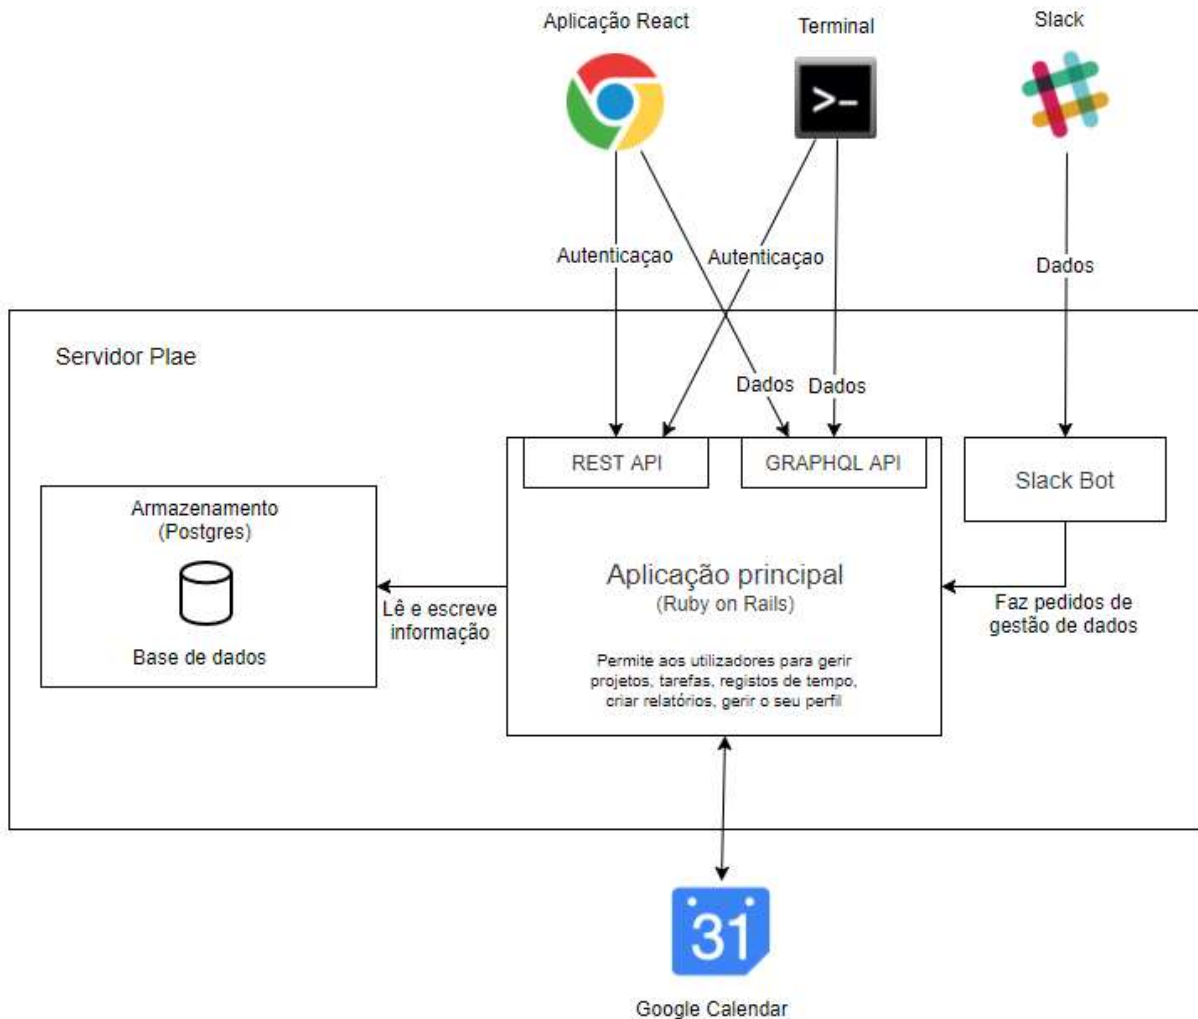 Aplicação React
Terminal
Slack
>-
Autenticaçao
Autenticaçao
Dados
Servidor Plae
Dados
Dados
REST API
GRAPHQL API
Slack Bot
Armazenamento
(Postgres)
Base de dados
Lê e escreve
informação
Aplicação principal
(Ruby on Rails)
Permite aos utilizadores para gerir
projetos, tarefas, registos de tempo,
criar relatórios, gerir o seu perfil
Faz pedidos de
gestão de dados
31
Google Calendar